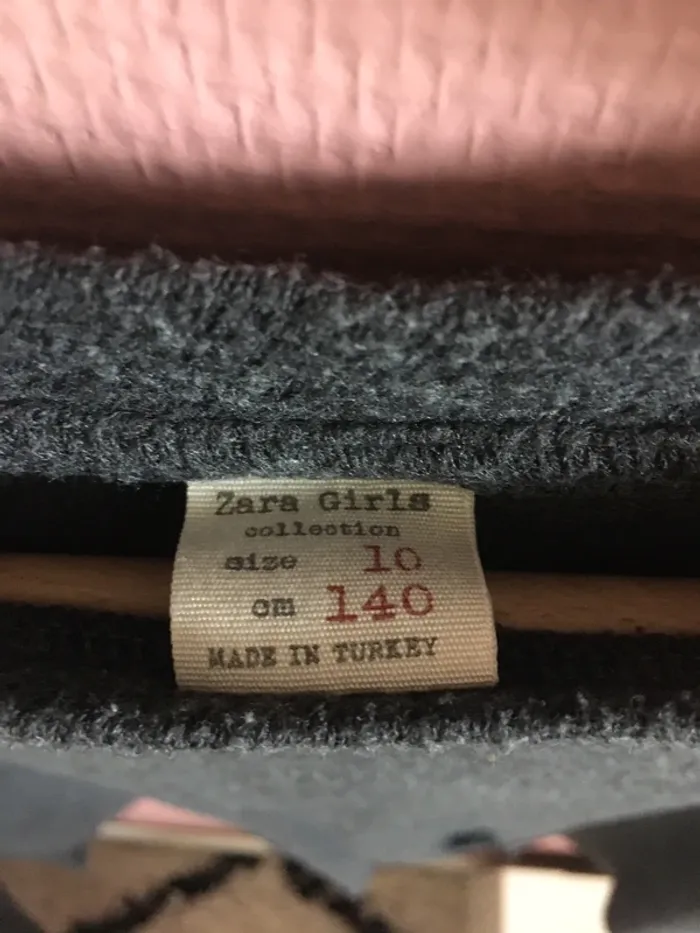 Zara Girls
collection
size 10
cm 140
MADE IN TURKEY